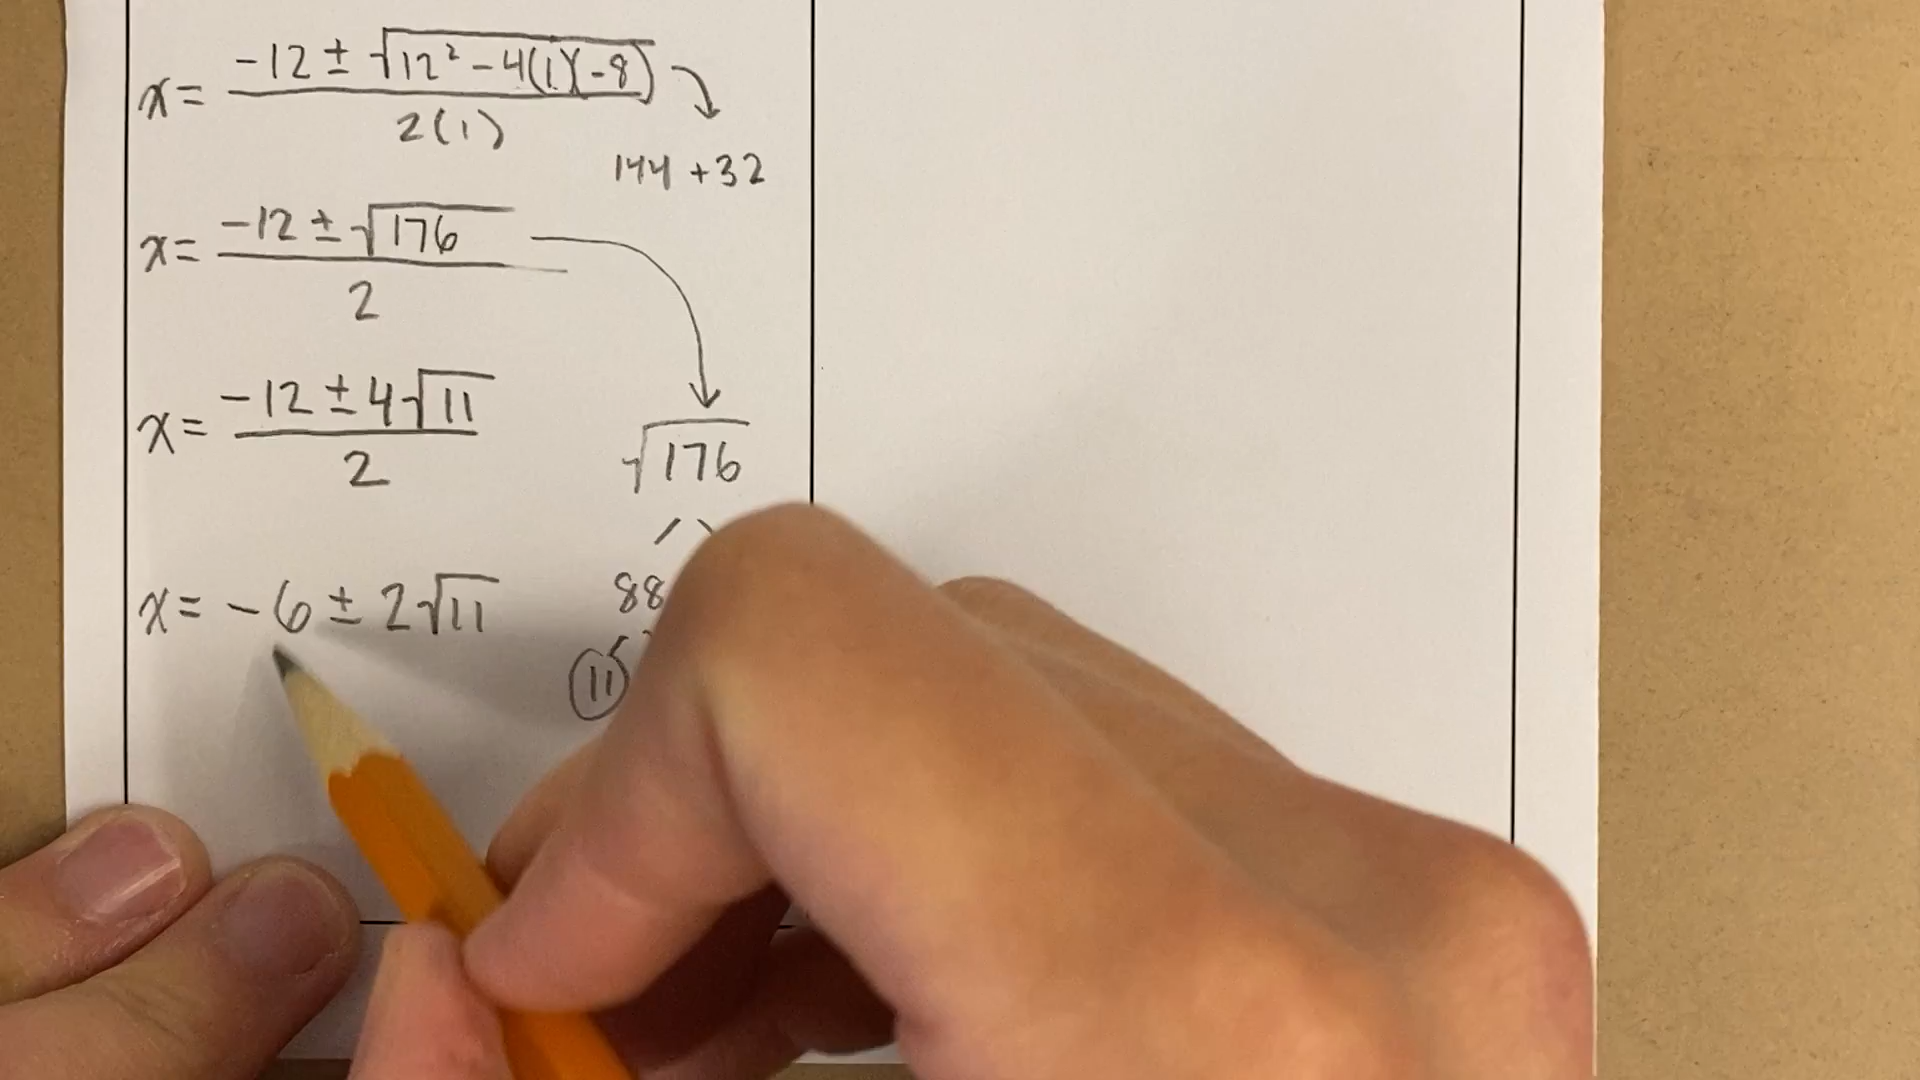 x = (-12 ± √(12² - 4(1)(-8))) / 2(1)
144 + 32
x = (-12 ± √176) / 2
x = (-12 ± 4√11) / 2
√176
x = -6 ± 2√11
88
11